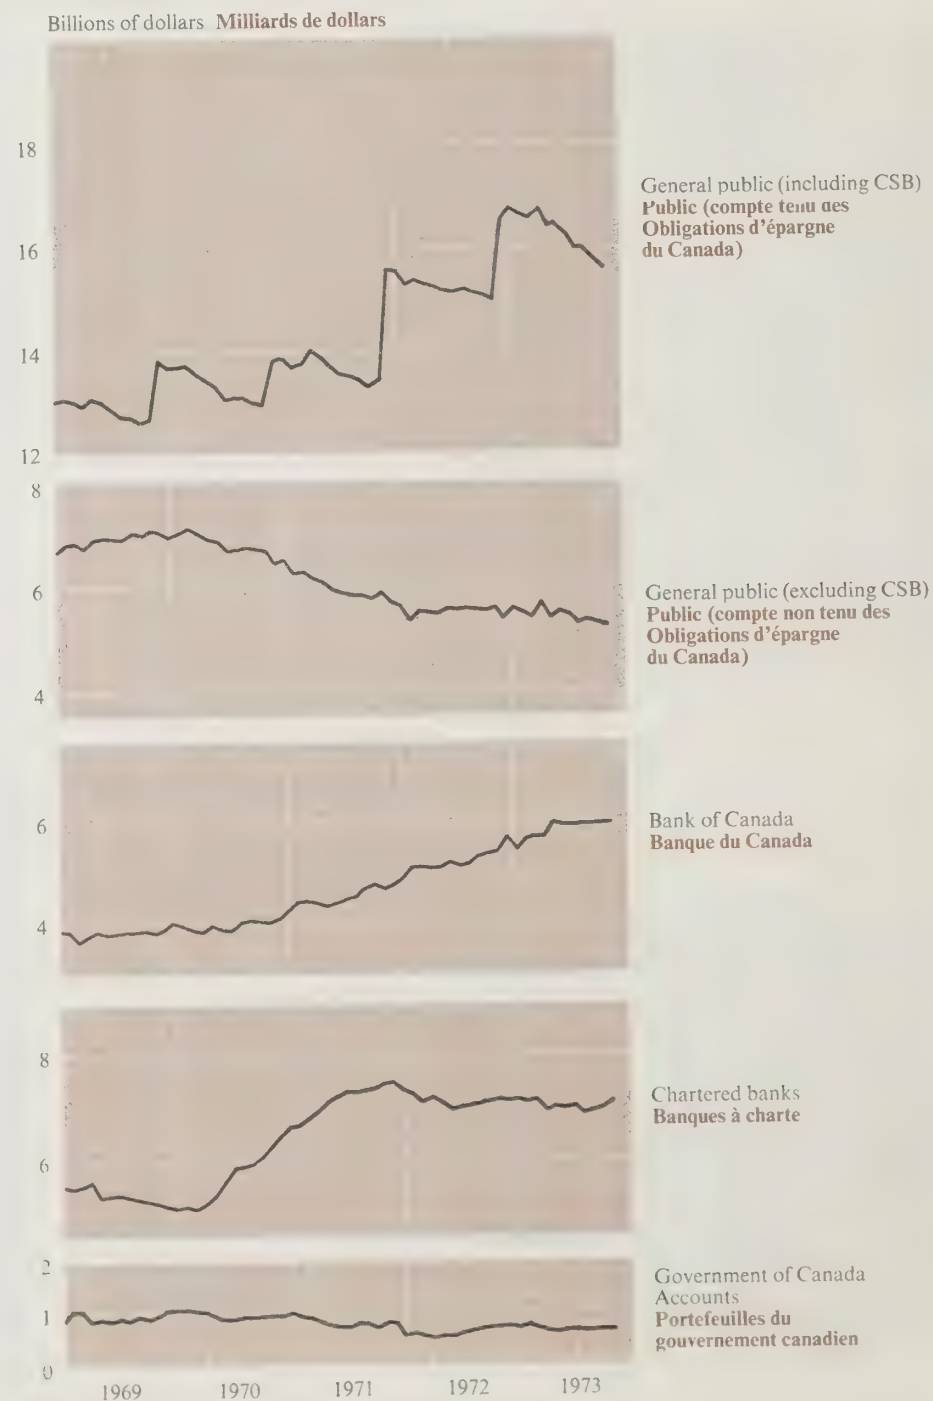 Billions of dollars Milliards de dollars
18
16
14
12
General public (including CSB)
Public (compte tenu des
Obligations d'épargne
du Canada)
8
6
4
General public (excluding CSB)
Public (compte non tenu des
Obligations d'épargne
du Canada)
6
4
Bank of Canada
Banque du Canada
8
6
Chartered banks
Banques à charte
2
1
0
Government of Canada
Accounts
Portefeuilles du
gouvernement canadien
1969 1970 1971 1972 1973